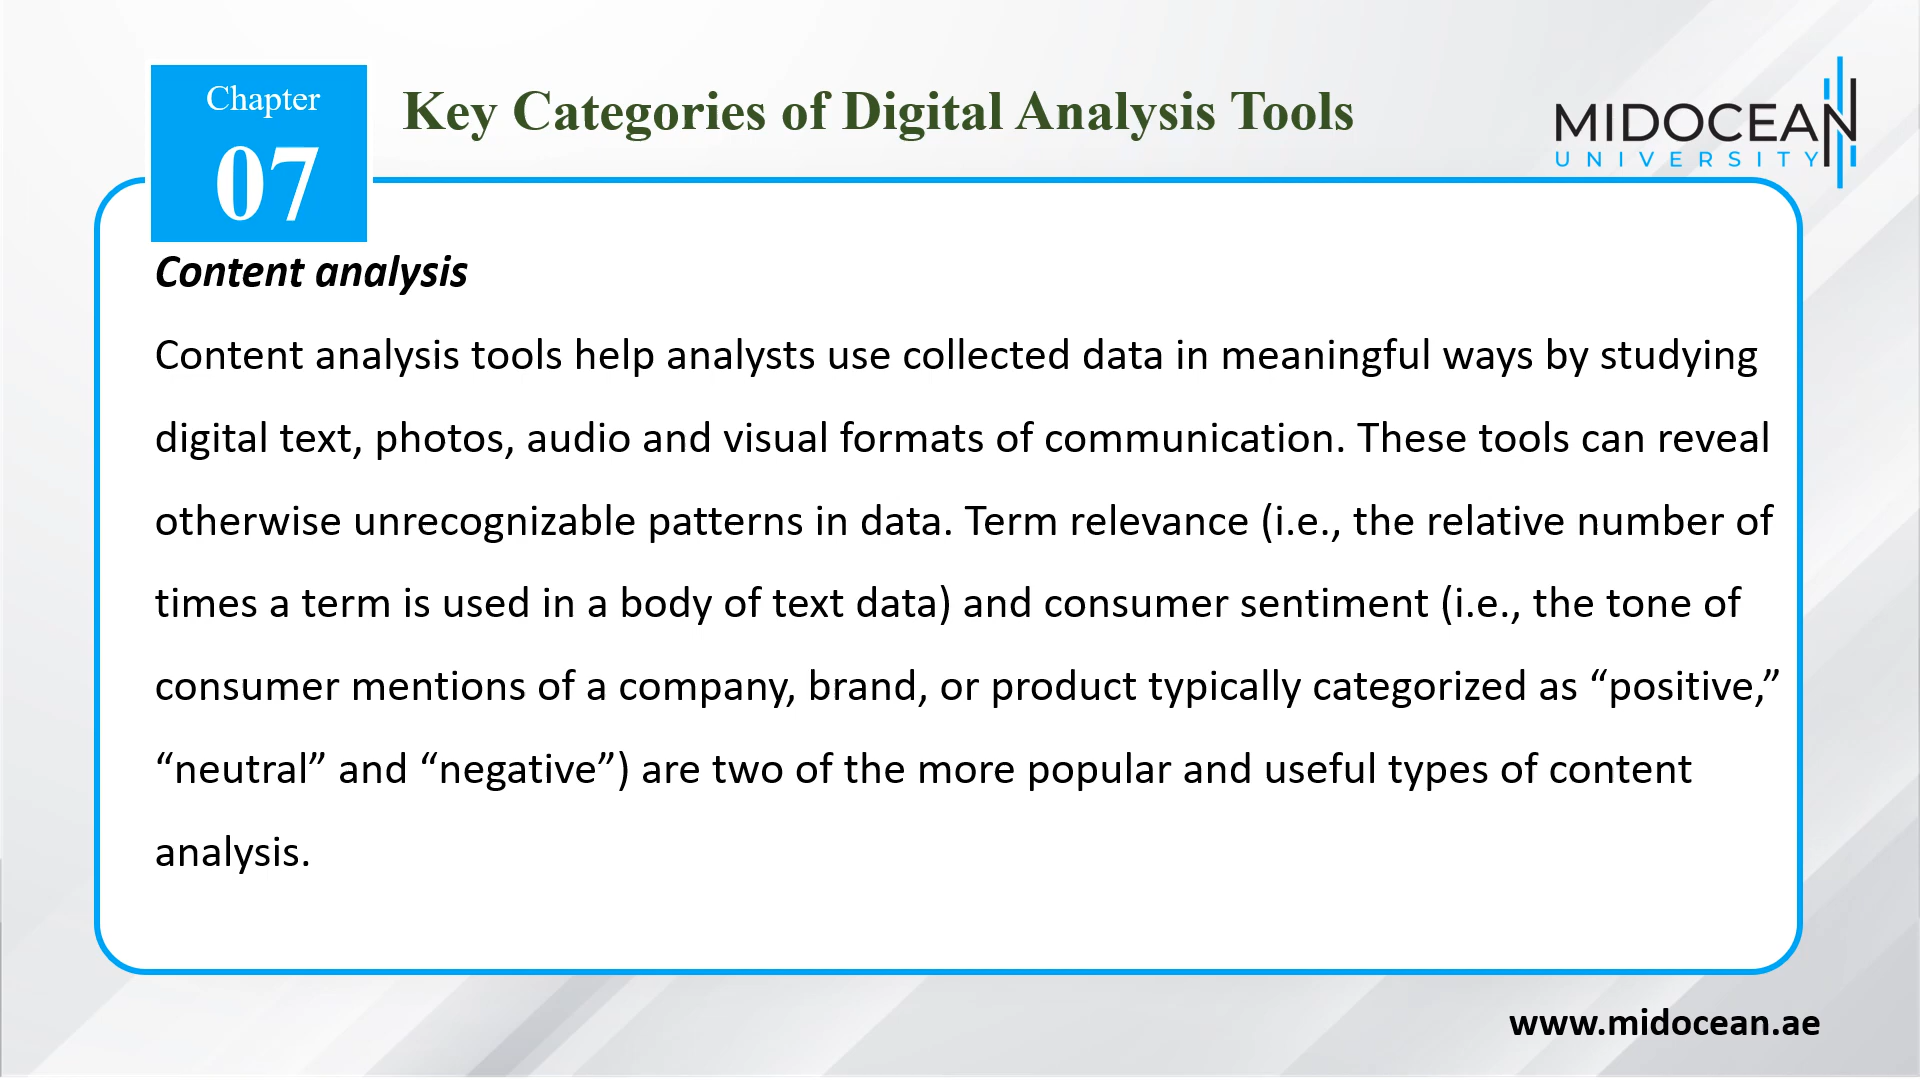 Chapter
07
Key Categories of Digital Analysis Tools
MIDOCEAN
UNIVERSITY
Content analysis
Content analysis tools help analysts use collected data in meaningful ways by studying
digital text, photos, audio and visual formats of communication. These tools can reveal
otherwise unrecognizable patterns in data. Term relevance (i.e., the relative number of
times a term is used in a body of text data) and consumer sentiment (i.e., the tone of
consumer mentions of a company, brand, or product typically categorized as “positive,”
“neutral” and “negative”) are two of the more popular and useful types of content
analysis.
www.midocean.ae